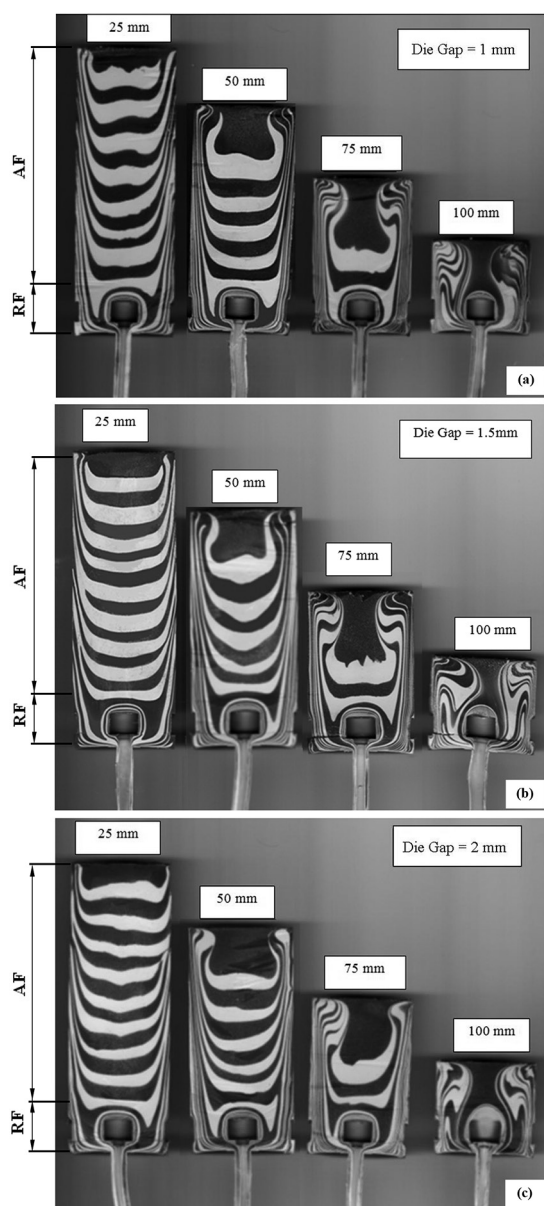 25 mm
Die Gap = 1 mm
50 mm
75 mm
100 mm
AF
RF
(a)
25 mm
Die Gap = 1.5mm
50 mm
75 mm
100 mm
AF
RF
(b)
25 mm
Die Gap = 2 mm
50 mm
75 mm
100 mm
AF
RF
(c)